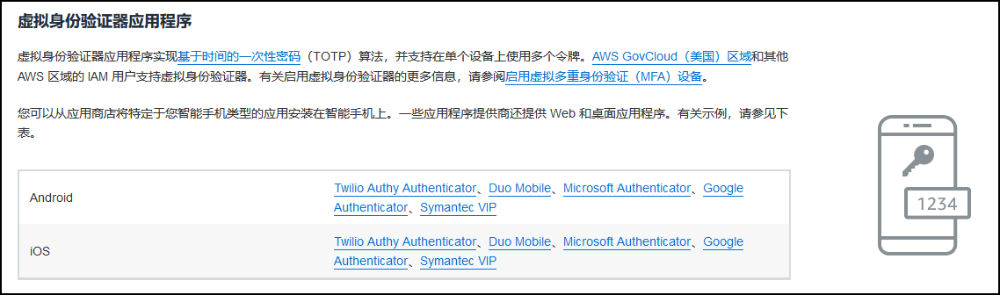 虚拟身份验证器应用程序
虚拟身份验证器应用程序实现基于时间的一次性密码（TOTP）算法，并支持在单个设备上使用多个令牌。AWS GovCloud（美国）区域和其他
AWS 区域的 IAM 用户支持虚拟身份验证器。有关启用虚拟身份验证器的更多信息，请参阅启用虚拟多重身份验证（MFA）设备。
您可以从应用商店将特定于您智能手机类型的应用安装在智能手机上。一些应用程序提供商还提供 Web 和桌面应用程序。有关示例，请参见下
表。
Android
Twilio Authy Authenticator、Duo Mobile、Microsoft Authenticator、Google
Authenticator、Symantec VIP
iOS
Twilio Authy Authenticator、Duo Mobile、Microsoft Authenticator、Google
Authenticator、Symantec VIP
1234